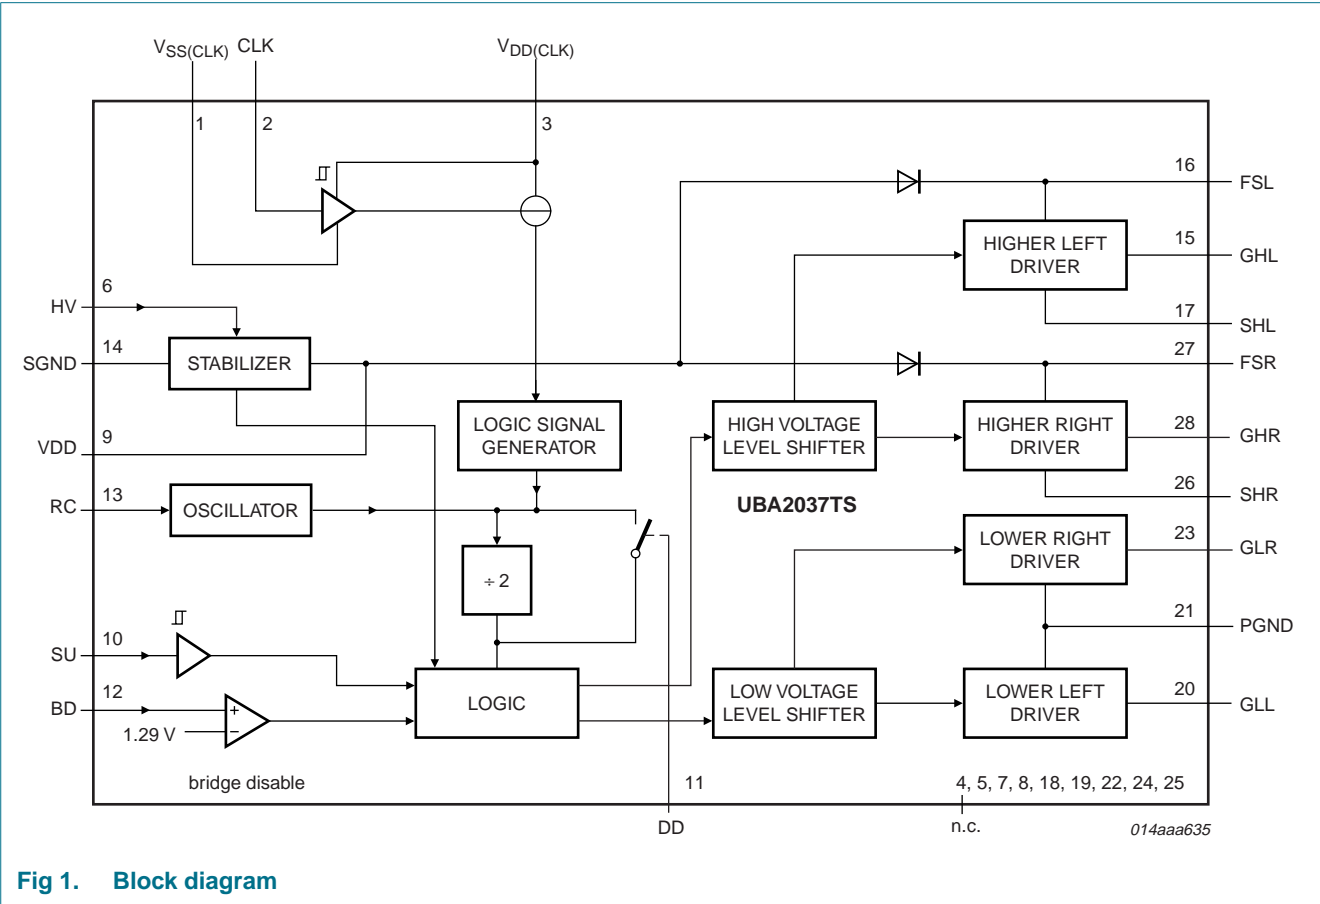 VSS(CLK) CLK VDD(CLK)
1 2 3
16 FSL
HIGHER LEFT
DRIVER
15 GHL
17 SHL
6 HV
14 SGND
STABILIZER
27 FSR
9 VDD
LOGIC SIGNAL
GENERATOR
HIGH VOLTAGE
LEVEL SHIFTER
HIGHER RIGHT
DRIVER
28 GHR
26 SHR
13 RC
OSCILLATOR
UBA2037TS
LOWER RIGHT
DRIVER
23 GLR
÷ 2
21 PGND
10 SU
12 BD
+
−
1.29 V
LOGIC
LOW VOLTAGE
LEVEL SHIFTER
LOWER LEFT
DRIVER
20 GLL
bridge disable
11
DD
4, 5, 7, 8, 18, 19, 22, 24, 25
n.c.
014aaa635
Fig 1. Block diagram